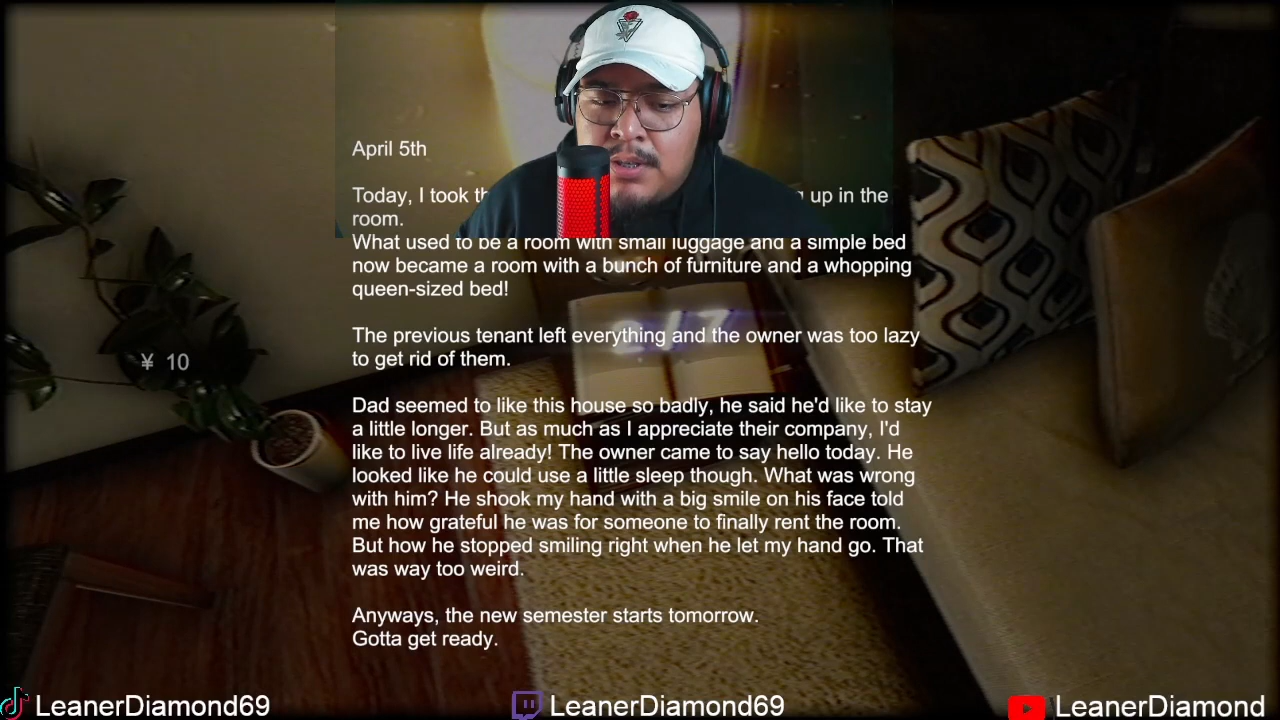 April 5th
Today, I took
up in the
room.
What used to be a room with small luggage and a simple bed
now became a room with a bunch of furniture and a whopping
queen-sized bed!
The previous tenant left everything and the owner was too lazy
to get rid of them.
¥ 10
Dad seemed to like this house so badly, he said he'd like to stay
a little longer. But as much as I appreciate their company, I'd
like to live life already! The owner came to say hello today. He
looked like he could use a little sleep though. What was wrong
with him? He shook my hand with a big smile on his face told
me how grateful he was for someone to finally rent the room.
But how he stopped smiling right when he let my hand go. That
was way too weird.
Anyways, the new semester starts tomorrow.
Gotta get ready.
LeanerDiamond69
LeanerDiamond69
LeanerDiamond